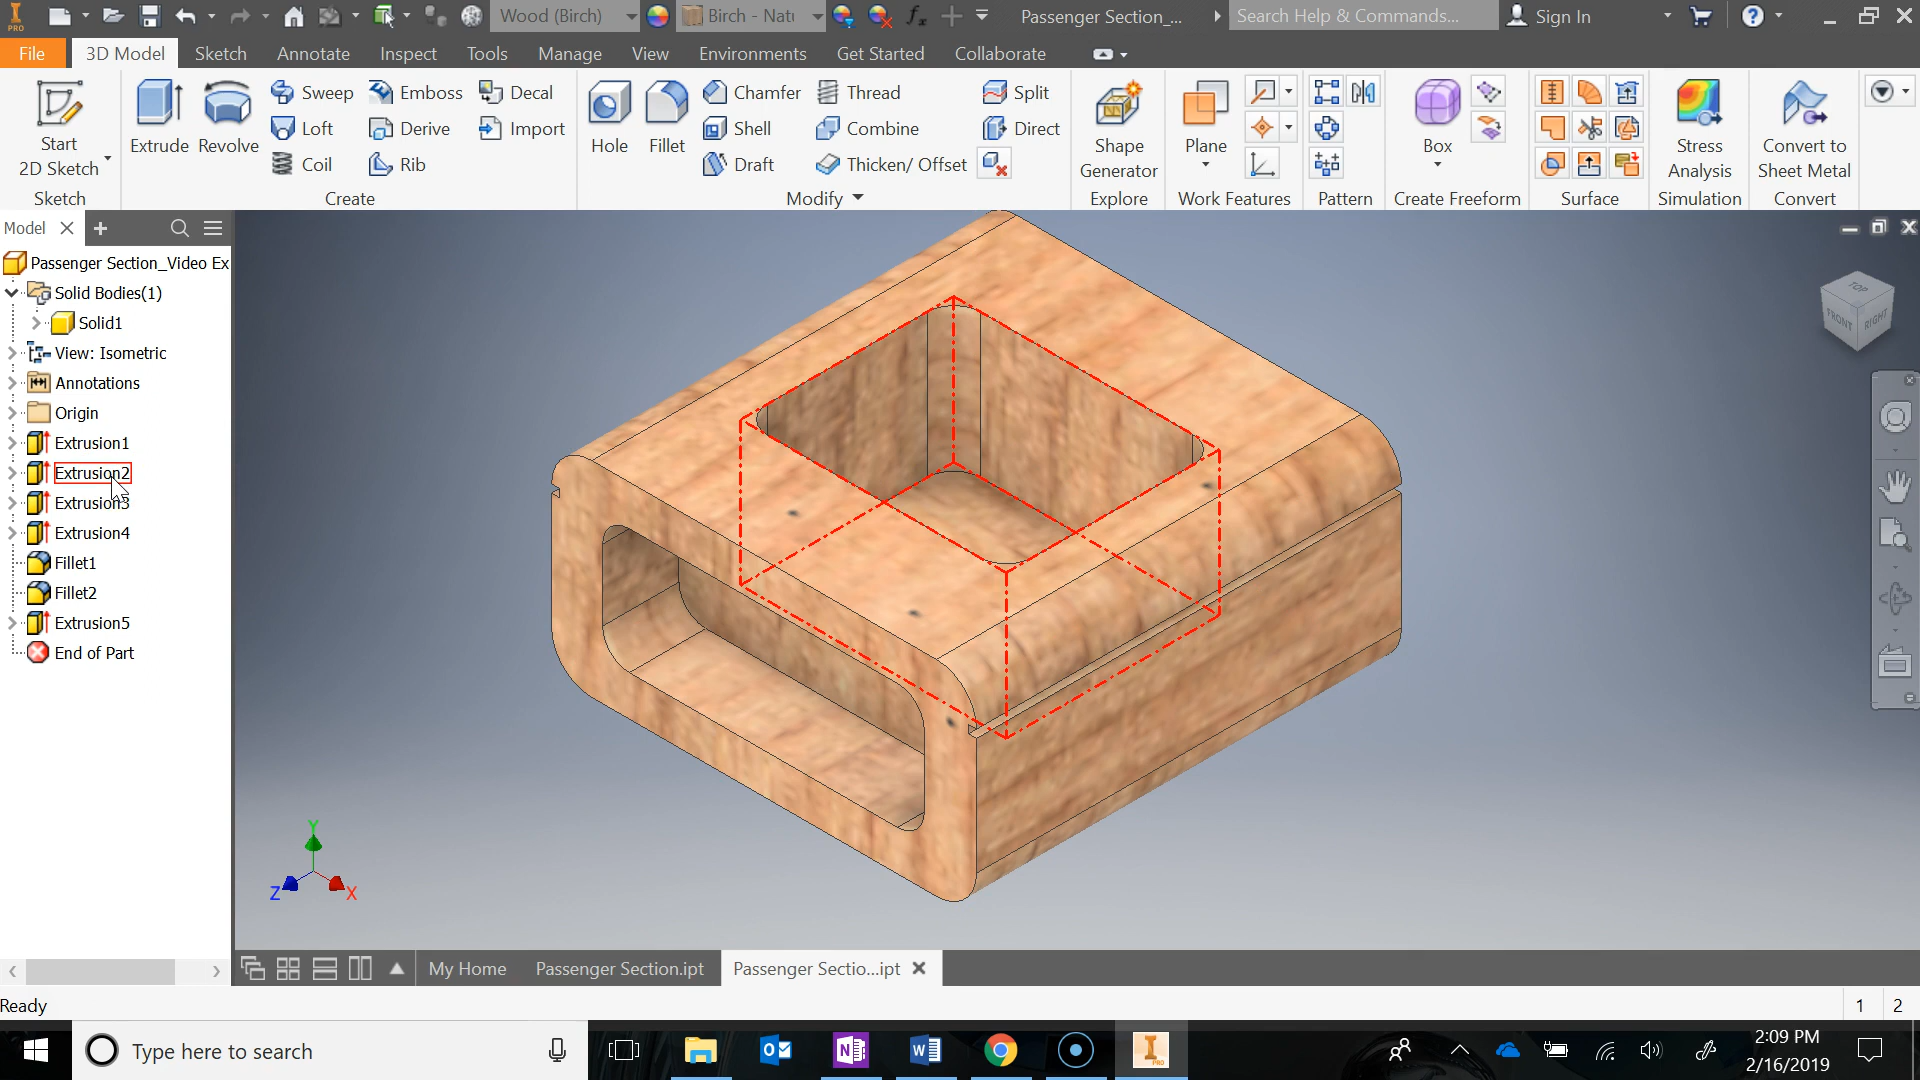 PRO
Wood (Birch)
Birch - Natu
fx
Passenger Section_...
Search Help & Commands...
Sign In
File
3D Model
Sketch
Annotate
Inspect
Tools
Manage
View
Environments
Get Started
Collaborate
Start
2D Sketch
Sketch
Extrude
Revolve
Sweep
Loft
Coil
Emboss
Derive
Rib
Decal
Import
Create
Hole
Fillet
Chamfer
Shell
Draft
Thread
Combine
Thicken/ Offset
Split
Direct
Modify
Shape
Generator
Explore
Plane
Work Features
Pattern
Box
Create Freeform
Surface
Stress
Analysis
Simulation
Convert to
Sheet Metal
Convert
Model
Passenger Section_Video Ex
Solid Bodies(1)
Solid1
View: Isometric
Annotations
Origin
Extrusion1
Extrusion2
Extrusion3
Extrusion4
Fillet1
Fillet2
Extrusion5
End of Part
TOP
FRONT
RIGHT
Y
Z
X
My Home
Passenger Section.ipt
Passenger Sectio...ipt
Ready
1
2
Type here to search
2:09 PM
2/16/2019